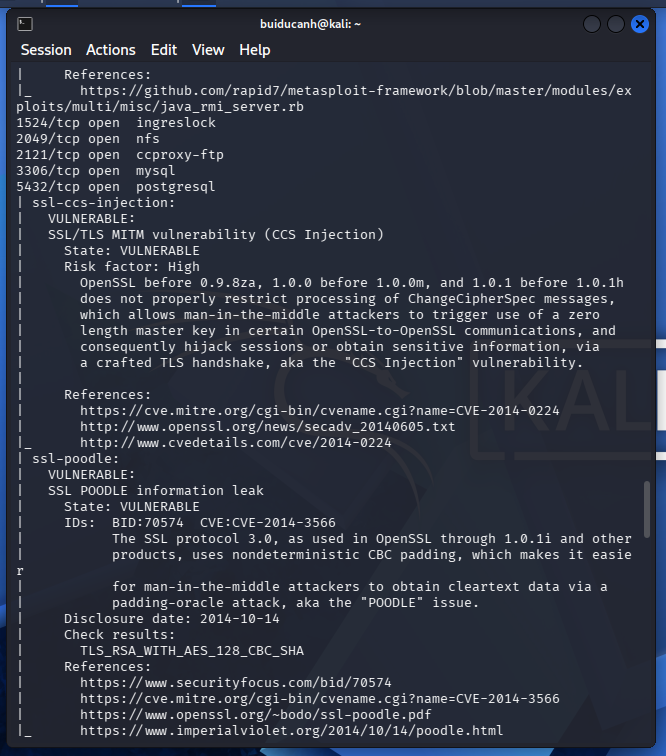 buiducanh@kali: ~
Session Actions Edit View Help
|     References:
|_      https://github.com/rapid7/metasploit-framework/blob/master/modules/ex
ploits/multi/misc/java_rmi_server.rb
1524/tcp open  ingreslock
2049/tcp open  nfs
2121/tcp open  ccproxy-ftp
3306/tcp open  mysql
5432/tcp open  postgresql
| ssl-ccs-injection:
|   VULNERABLE:
|   SSL/TLS MITM vulnerability (CCS Injection)
|     State: VULNERABLE
|     Risk factor: High
|       OpenSSL before 0.9.8za, 1.0.0 before 1.0.0m, and 1.0.1 before 1.0.1h
|       does not properly restrict processing of ChangeCipherSpec messages,
|       which allows man-in-the-middle attackers to trigger use of a zero
|       length master key in certain OpenSSL-to-OpenSSL communications, and
|       consequently hijack sessions or obtain sensitive information, via
|       a crafted TLS handshake, aka the "CCS Injection" vulnerability.
|
|     References:
|       https://cve.mitre.org/cgi-bin/cvename.cgi?name=CVE-2014-0224
|       http://www.openssl.org/news/secadv_20140605.txt
|_      http://www.cvedetails.com/cve/2014-0224
| ssl-poodle:
|   VULNERABLE:
|   SSL POODLE information leak
|     State: VULNERABLE
|     IDs:  BID:70574  CVE:CVE-2014-3566
|           The SSL protocol 3.0, as used in OpenSSL through 1.0.1i and other
|           products, uses nondeterministic CBC padding, which makes it easie
r
|           for man-in-the-middle attackers to obtain cleartext data via a
|           padding-oracle attack, aka the "POODLE" issue.
|     Disclosure date: 2014-10-14
|     Check results:
|       TLS_RSA_WITH_AES_128_CBC_SHA
|     References:
|       https://www.securityfocus.com/bid/70574
|       https://cve.mitre.org/cgi-bin/cvename.cgi?name=CVE-2014-3566
|       https://www.openssl.org/~bodo/ssl-poodle.pdf
|_      https://www.imperialviolet.org/2014/10/14/poodle.html
KAL